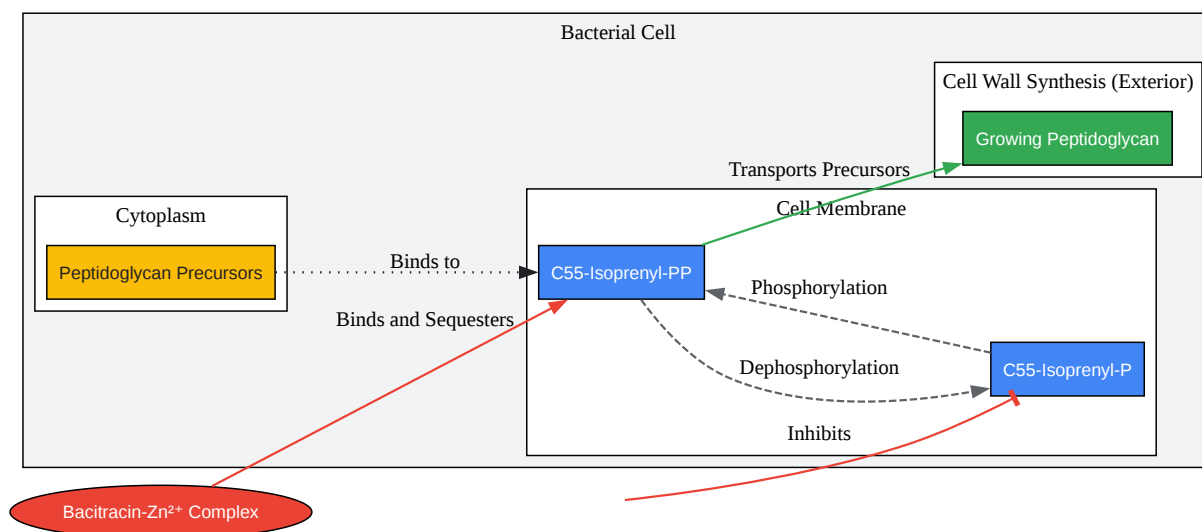 Bacterial Cell
Cell Wall Synthesis (Exterior)
Growing Peptidoglycan
Transports Precursors
Cytoplasm
Cell Membrane
Peptidoglycan Precursors
Binds to
C55-Isoprenyl-PP
Phosphorylation
Binds and Sequesters
Dephosphorylation
C55-Isoprenyl-P
Inhibits
Bacitracin-Zn²⁺ Complex